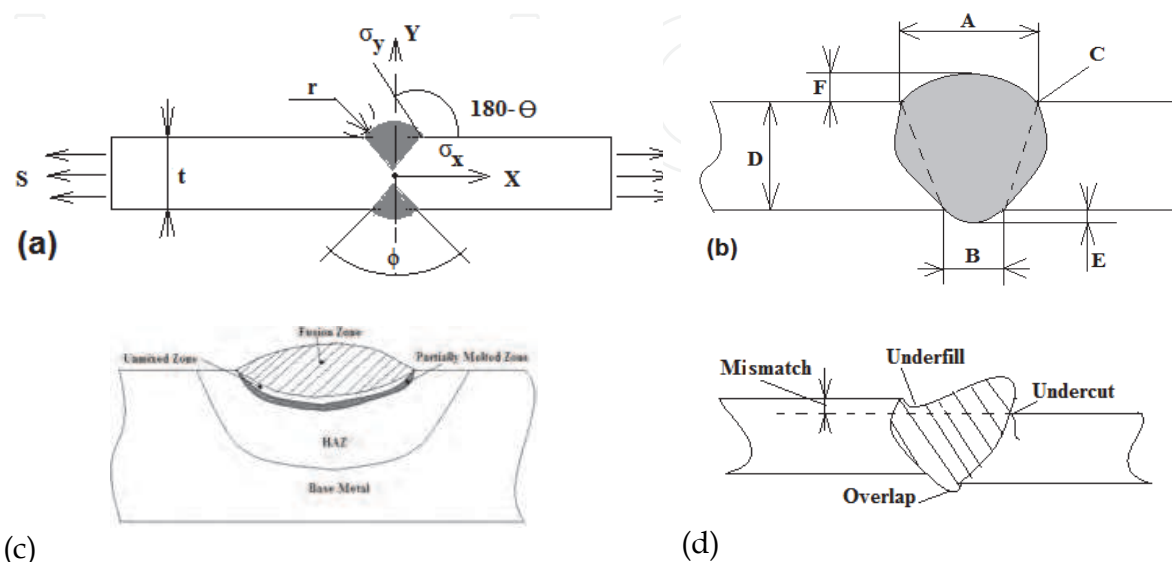 σy
Y
r
180-Θ
σx
S
t
X
(a)
ϕ
A
C
F
D
(b)
B
E
Fusion Zone
Unmixed Zone
Partially Melted Zone
HAZ
Base Metal
(c)
Mismatch
Underfill
Undercut
Overlap
(d)